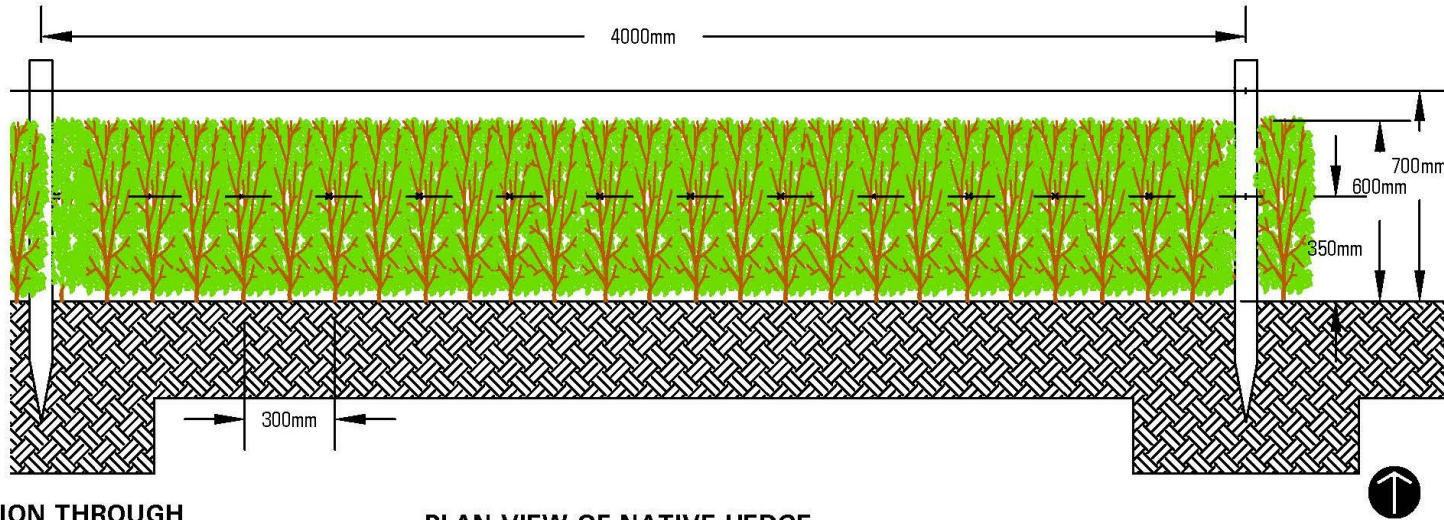 4000mm
700mm
600mm
350mm
300mm
ION THROUGH
PLAN VIEW OF NATIVE HEDGE